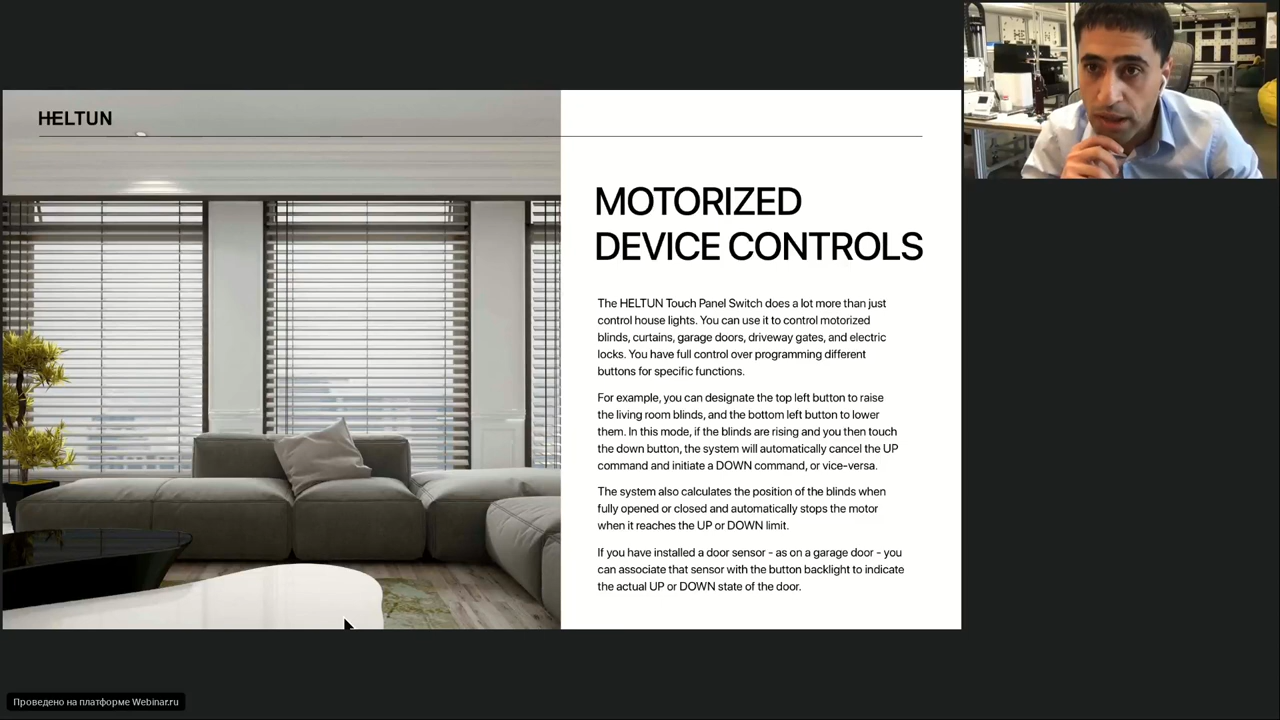 HELTUN
MOTORIZED
DEVICE CONTROLS
The HELTUN Touch Panel Switch does a lot more than just
control house lights. You can use it to control motorized
blinds, curtains, garage doors, driveway gates, and electric
locks. You have full control over programming different
buttons for specific functions.
For example, you can designate the top left button to raise
the living room blinds, and the bottom left button to lower
them. In this mode, if the blinds are rising and you then touch
the down button, the system will automatically cancel the UP
command and initiate a DOWN command, or vice-versa.
The system also calculates the position of the blinds when
fully opened or closed and automatically stops the motor
when it reaches the UP or DOWN limit.
If you have installed a door sensor - as on a garage door - you
can associate that sensor with the button backlight to indicate
the actual UP or DOWN state of the door.
Проведено на платформе Webinar.ru